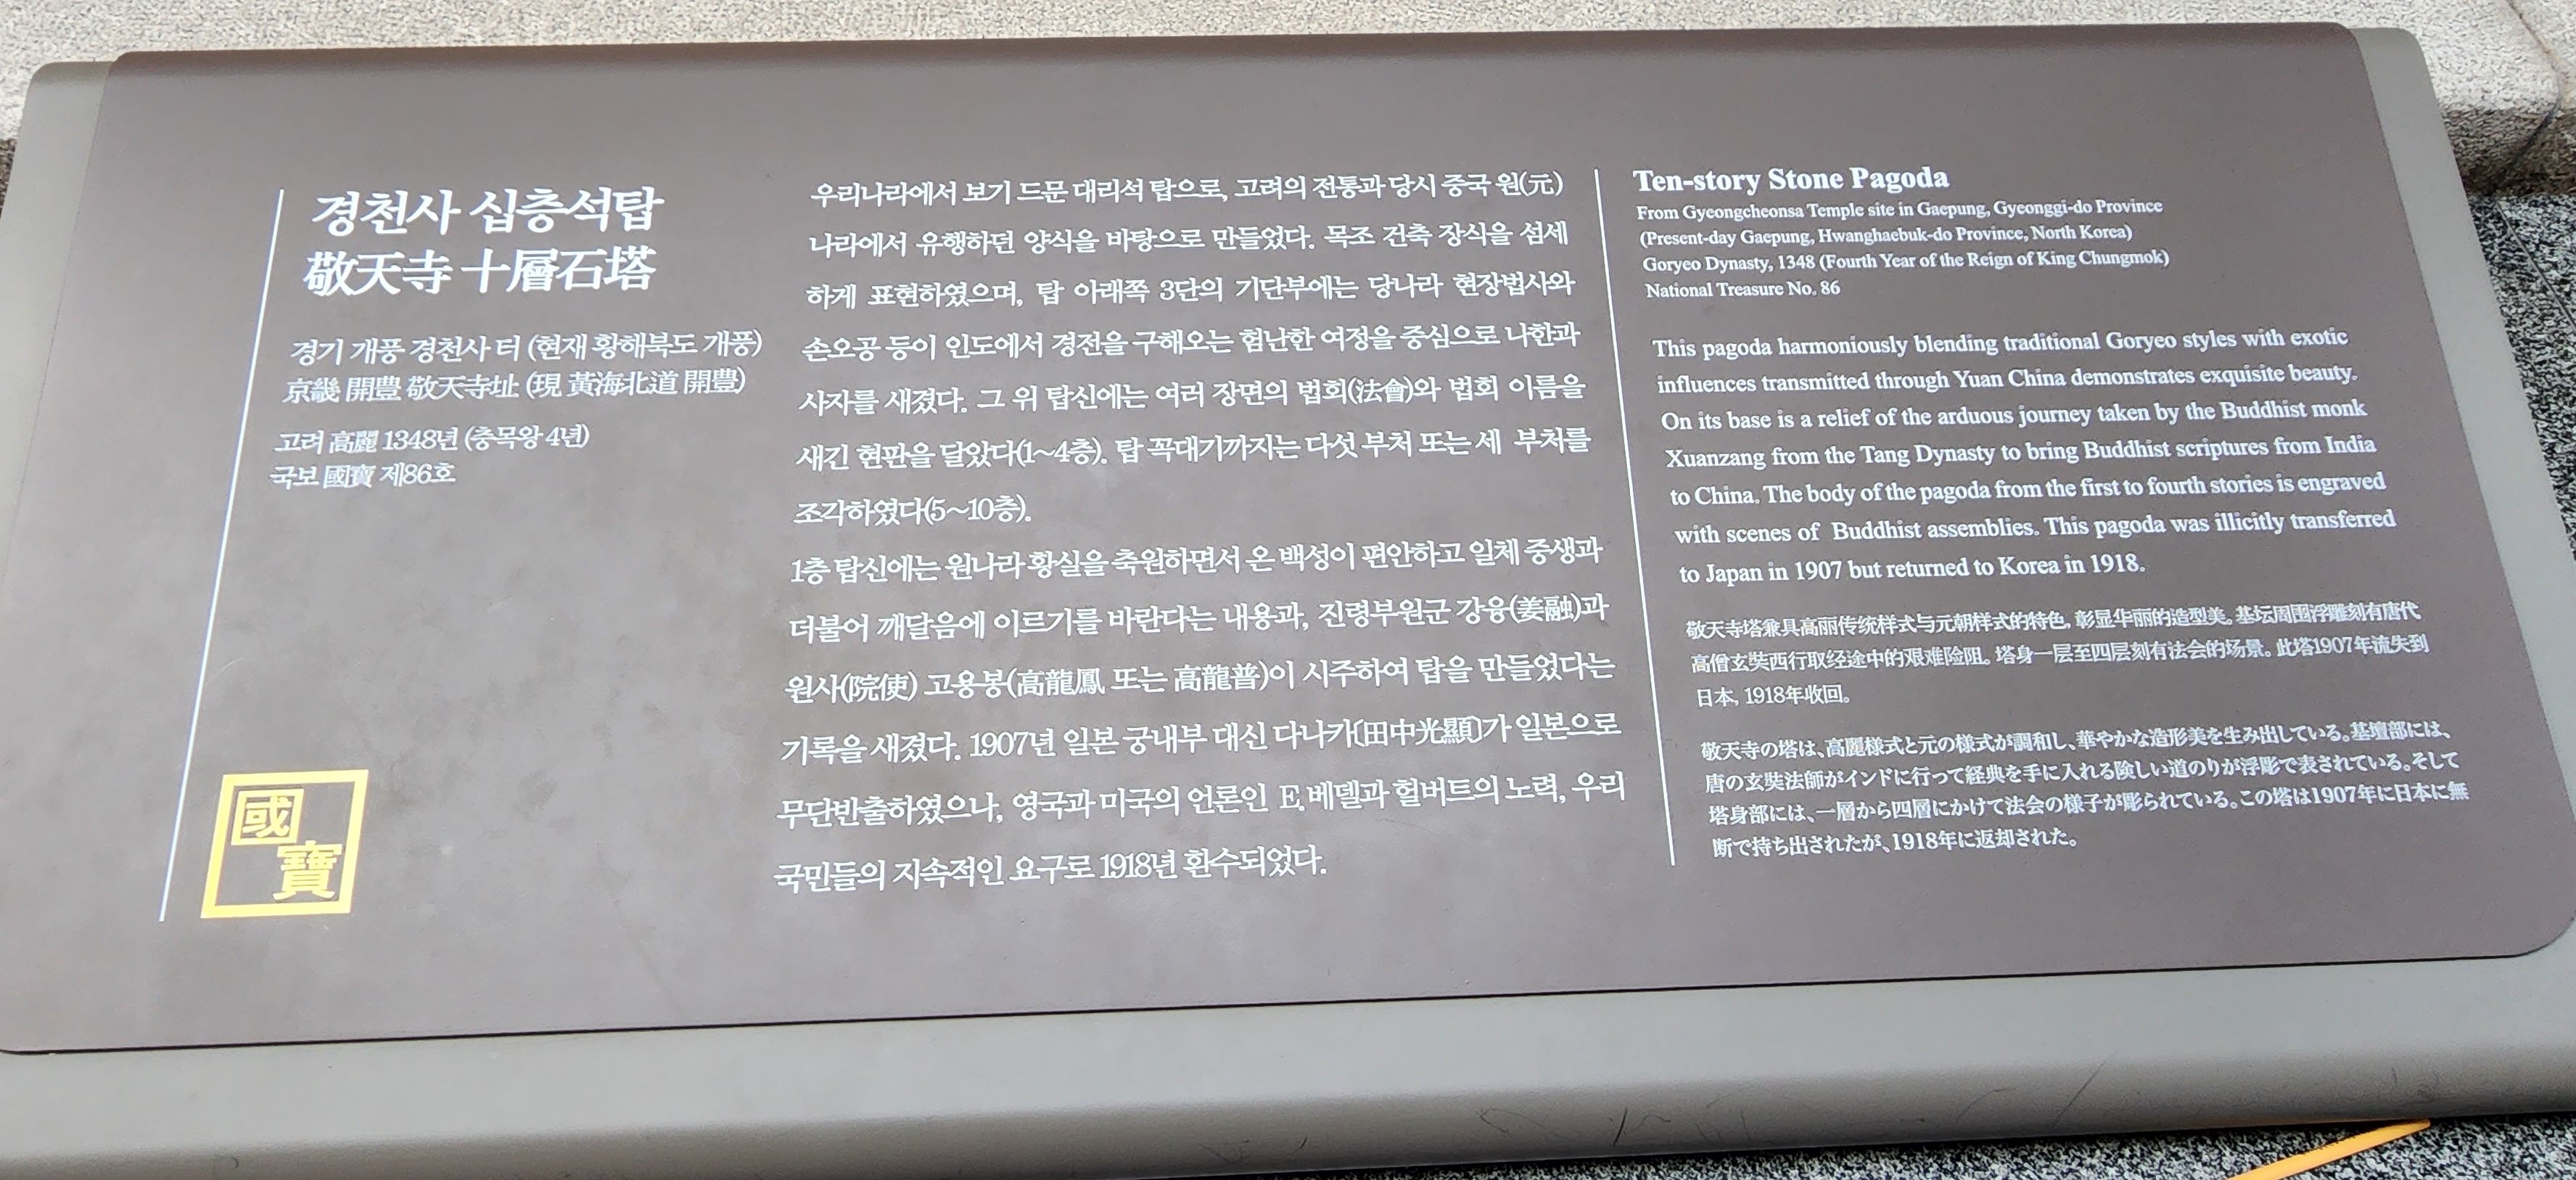 경천사 십층석탑
敬天寺 十層石塔
경기 개풍 경천사 터 (현재 황해북도 개풍)
京畿 開豊 敬天寺址 (現 黃海北道 開豊)
고려 高麗 1348년 (충목왕 4년)
국보 國寶 제86호
國
寶
우리나라에서 보기 드문 대리석 탑으로, 고려의 전통과 당시 중국 원(元)
나라에서 유행하던 양식을 바탕으로 만들었다. 목조 건축 장식을 섬세
하게 표현하였으며, 탑 아래쪽 3단의 기단부에는 당나라 현장법사와
손오공 등이 인도에서 경전을 구해오는 험난한 여정을 중심으로 나한과
사자를 새겼다. 그 위 탑신에는 여러 장면의 법회(法會)와 법회 이름을
새긴 현판을 달았다(1~4층). 탑 꼭대기까지는 다섯 부처 또는 세 부처를
조각하였다(5~10층).
1층 탑신에는 원나라 황실을 축원하면서 온 백성이 편안하고 일체 중생과
더불어 깨달음에 이르기를 바란다는 내용과, 진령부원군 강융(姜融)과
원사(院使) 고용봉(高龍鳳 또는 高龍普)이 시주하여 탑을 만들었다는
기록을 새겼다. 1907년 일본 궁내부 대신 다나카[田中光顯]가 일본으로
무단반출하였으나, 영국과 미국의 언론인 E.베델과 헐버트의 노력, 우리
국민들의 지속적인 요구로 1918년 환수되었다.
Ten-story Stone Pagoda
From Gyeongcheonsa Temple site in Gaepung, Gyeonggi-do Province
(Present-day Gaepung, Hwanghaebuk-do Province, North Korea)
Goryeo Dynasty, 1348 (Fourth Year of the Reign of King Chungmok)
National Treasure No. 86
This pagoda harmoniously blending traditional Goryeo styles with exotic
influences transmitted through Yuan China demonstrates exquisite beauty.
On its base is a relief of the arduous journey taken by the Buddhist monk
Xuanzang from the Tang Dynasty to bring Buddhist scriptures from India
to China. The body of the pagoda from the first to fourth stories is engraved
with scenes of Buddhist assemblies. This pagoda was illicitly transferred
to Japan in 1907 but returned to Korea in 1918.
敬天寺塔兼具高丽传统样式与元朝样式的特色, 彰显华丽的造型美。基坛周围浮雕刻有唐代
高僧玄奘西行取经途中的艰难险阻。塔身一层至四层刻有法会的场景。此塔1907年流失到
日本, 1918年收回。
敬天寺の塔は、高麗様式と元の様式が調和し、華やかな造形美を生み出している。基壇部には、
唐の玄奘法師がインドに行って経典を手に入れる険しい道のりが浮彫で表されている。そして
塔身部には、一層から四層にかけて法会の様子が彫られている。この塔は1907年に日本に無
断で持ち出されたが、1918年に返却された。